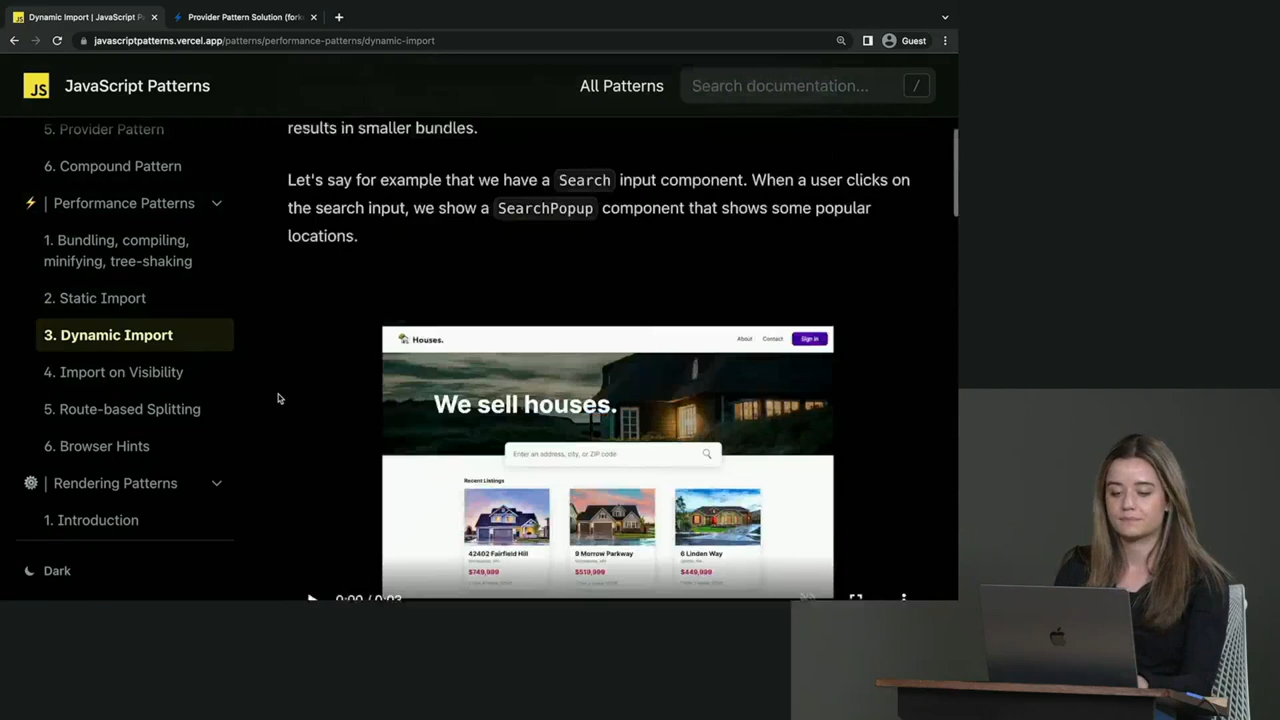 Dynamic Import | JavaScript P
Provider Pattern Solution (fork
javascriptpatterns.vercel.app/patterns/performance-patterns/dynamic-import
Guest
JS
JavaScript Patterns
All Patterns
Search documentation...
/
5. Provider Pattern
6. Compound Pattern
| Performance Patterns
1. Bundling, compiling,
minifying, tree-shaking
2. Static Import
3. Dynamic Import
4. Import on Visibility
5. Route-based Splitting
6. Browser Hints
| Rendering Patterns
1. Introduction
Dark
results in smaller bundles.
Let's say for example that we have a Search input component. When a user clicks on
the search input, we show a SearchPopup component that shows some popular
locations.
Houses.
About
Contact
Sign in
We sell houses.
Enter an address, city, or ZIP code
Recent Listings
42402 Fairfield Hill
$749,999
9 Morrow Parkway
$519,999
6 Linden Way
$449,999
0:00 / 0:03